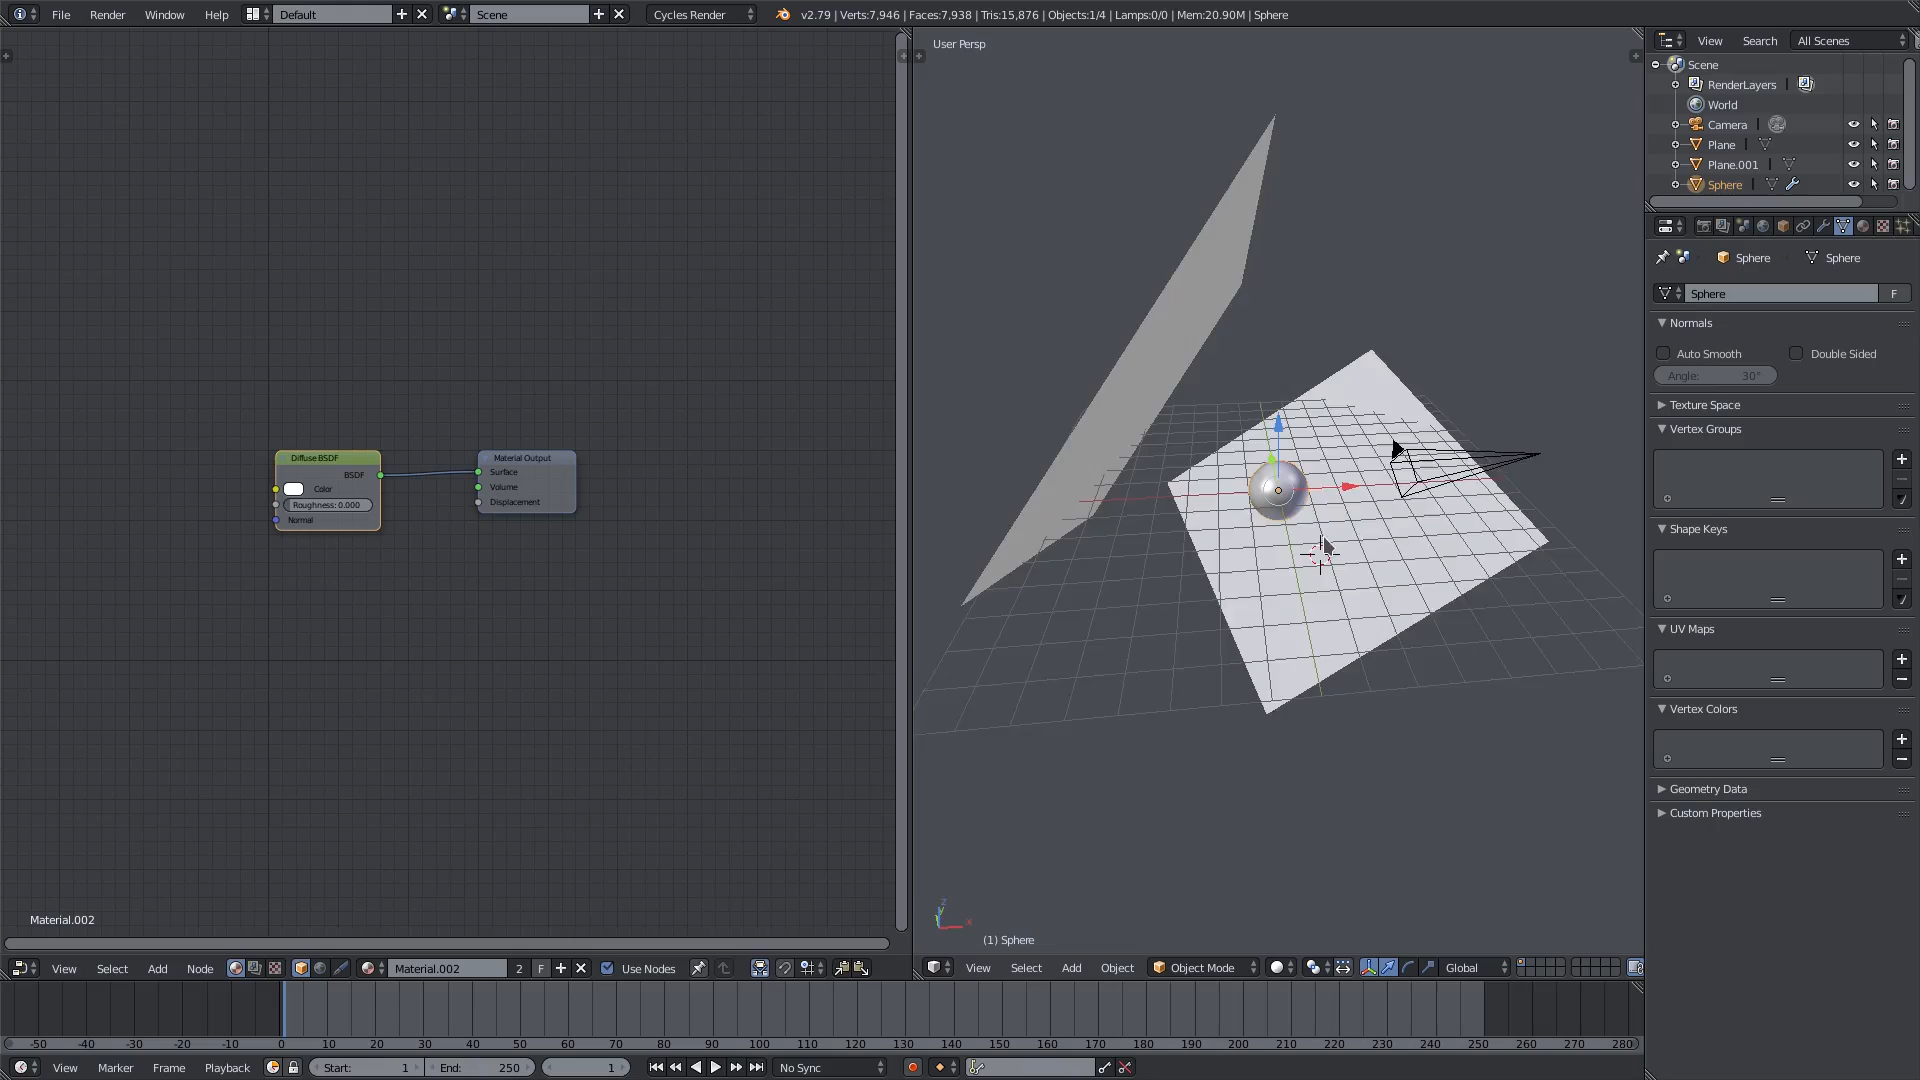 File Render Window Help Default Scene Cycles Render v2.79 | Verts:7,946 | Faces:7,938 | Tris:15,876 | Objects:1/4 | Lamps:0/0 | Mem:20.90M | Sphere
User Persp
View Search All Scenes
Scene
RenderLayers
World
Camera
Plane
Plane.001
Sphere
Sphere Sphere
Sphere F
Normals
Auto Smooth Double Sided
Angle: 30°
Texture Space
Vertex Groups
Shape Keys
UV Maps
Vertex Colors
Geometry Data
Custom Properties
Diffuse BSDF
BSDF
Color
Roughness: 0.000
Normal
Material Output
Surface
Volume
Displacement
Material.002
z
y
x
(1) Sphere
View Select Add Node Material.002 2 F Use Nodes
View Select Add Object Object Mode Global
-50 -40 -30 -20 -10 0 10 20 30 40 50 60 70 80 90 100 110 120 130 140 150 160 170 180 190 200 210 220 230 240 250 260 270 280
View Marker Frame Playback Start: 1 End: 250 1 No Sync